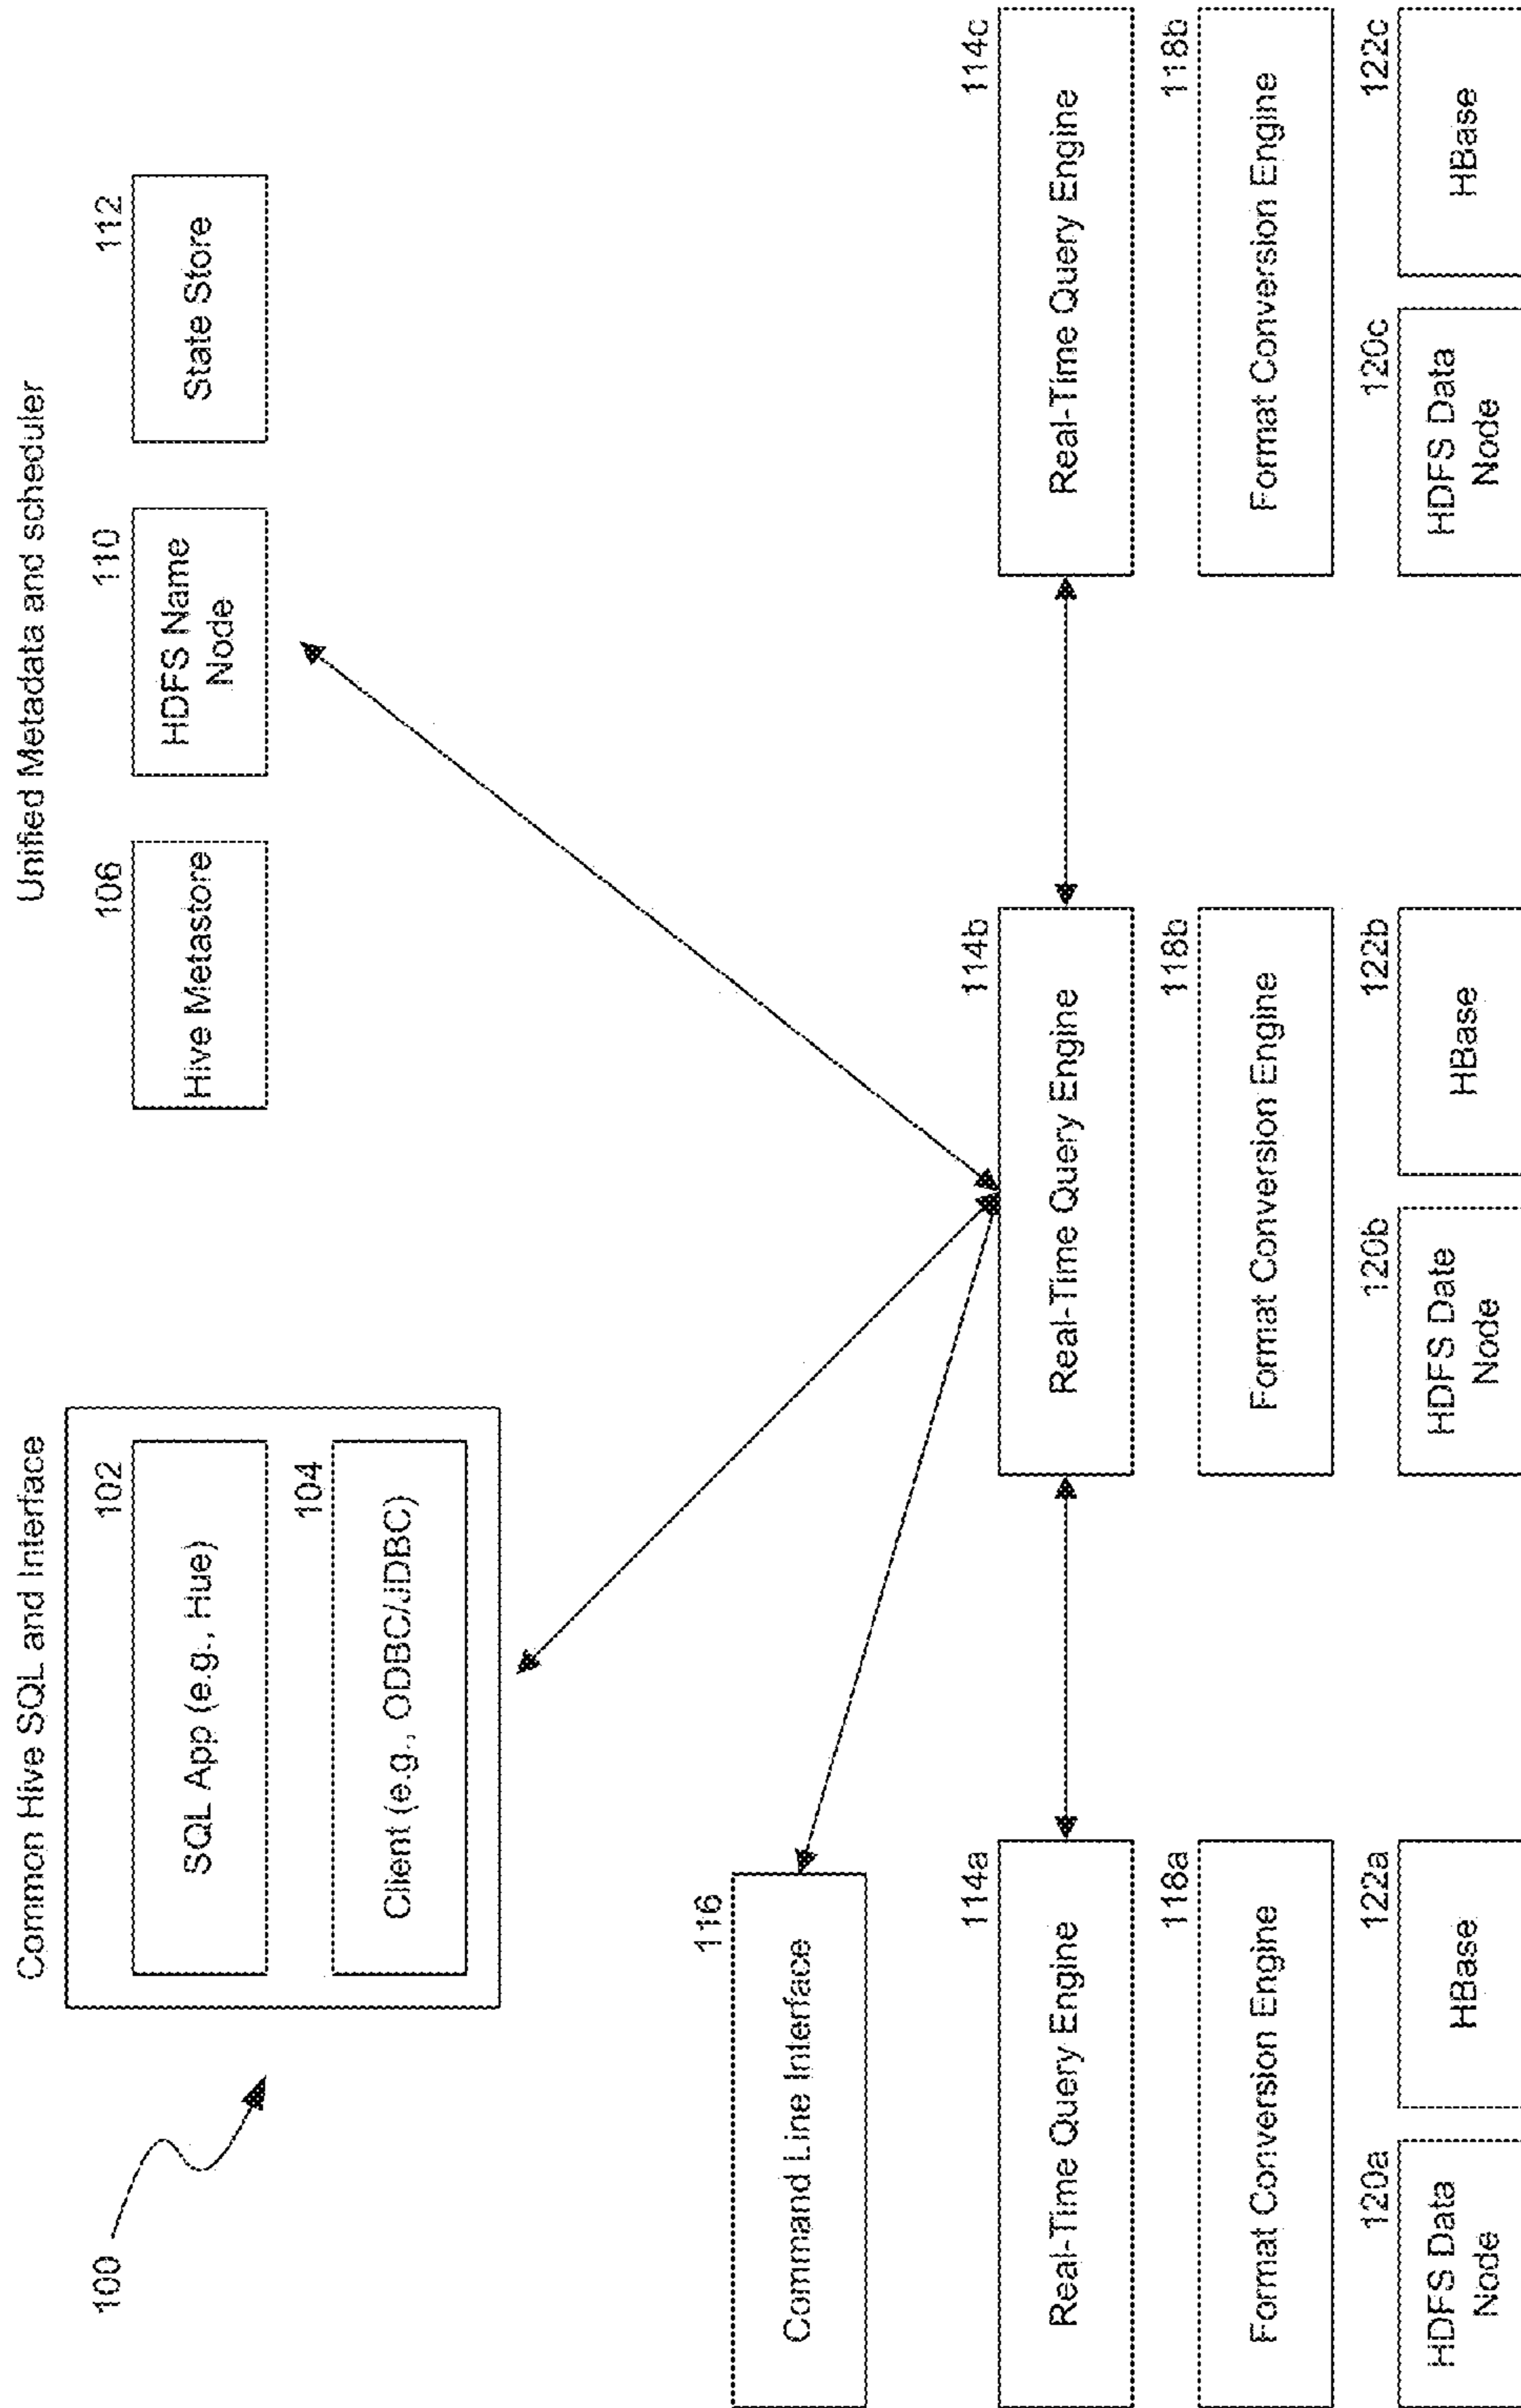 Common Hive SQL and Interface
Unified Metadata and scheduler
100
102
SQL App (e.g., Hue)
104
Client (e.g., ODBC/JDBC)
106
Hive Metastore
110
HDFS Name
Node
112
State Store
116
Command Line Interface
114a
Real-Time Query Engine
114b
Real-Time Query Engine
114c
Real-Time Query Engine
118a
Format Conversion Engine
118b
Format Conversion Engine
118b
Format Conversion Engine
120a
HDFS Data
Node
122a
HBase
120b
HDFS Date
Node
122b
HBase
120c
HDFS Data
Node
122c
HBase